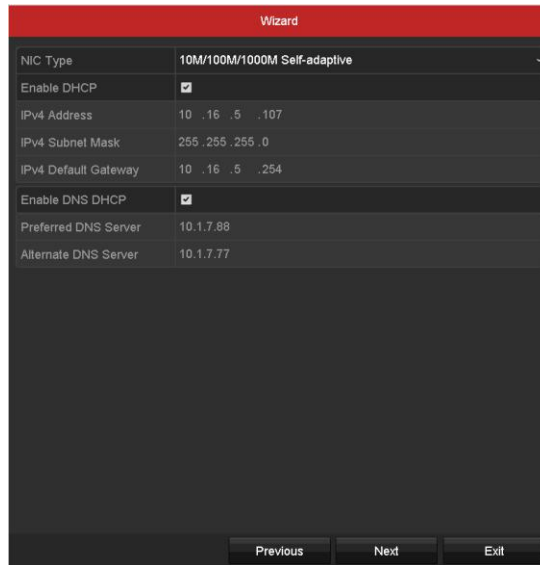 Wizard
NIC Type 10M/100M/1000M Self-adaptive
Enable DHCP
IPv4 Address 10 .16 .5 .107
IPv4 Subnet Mask 255.255.255.0
IPv4 Default Gateway 10 .16 .5 .254
Enable DNS DHCP
Preferred DNS Server 10.1.7.88
Alternate DNS Server 10.1.7.77
Previous Next Exit